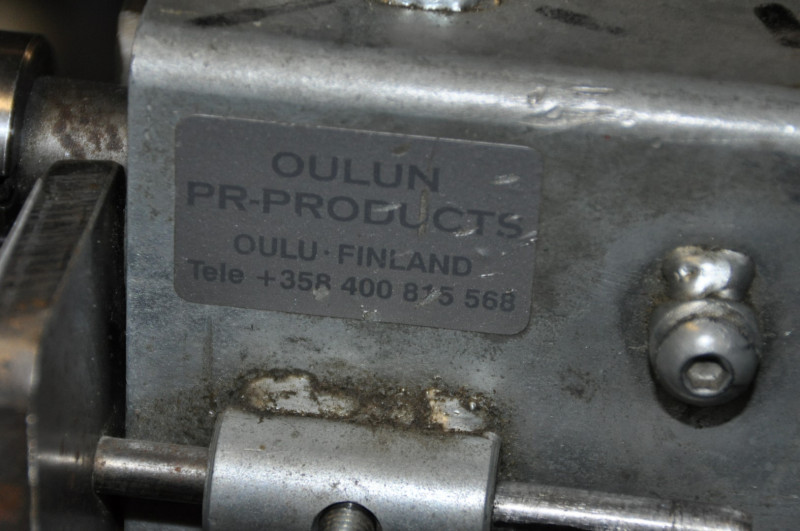 OULUN
PR-PRODUCTS
OULU · FINLAND
Tele +358 400 815 568